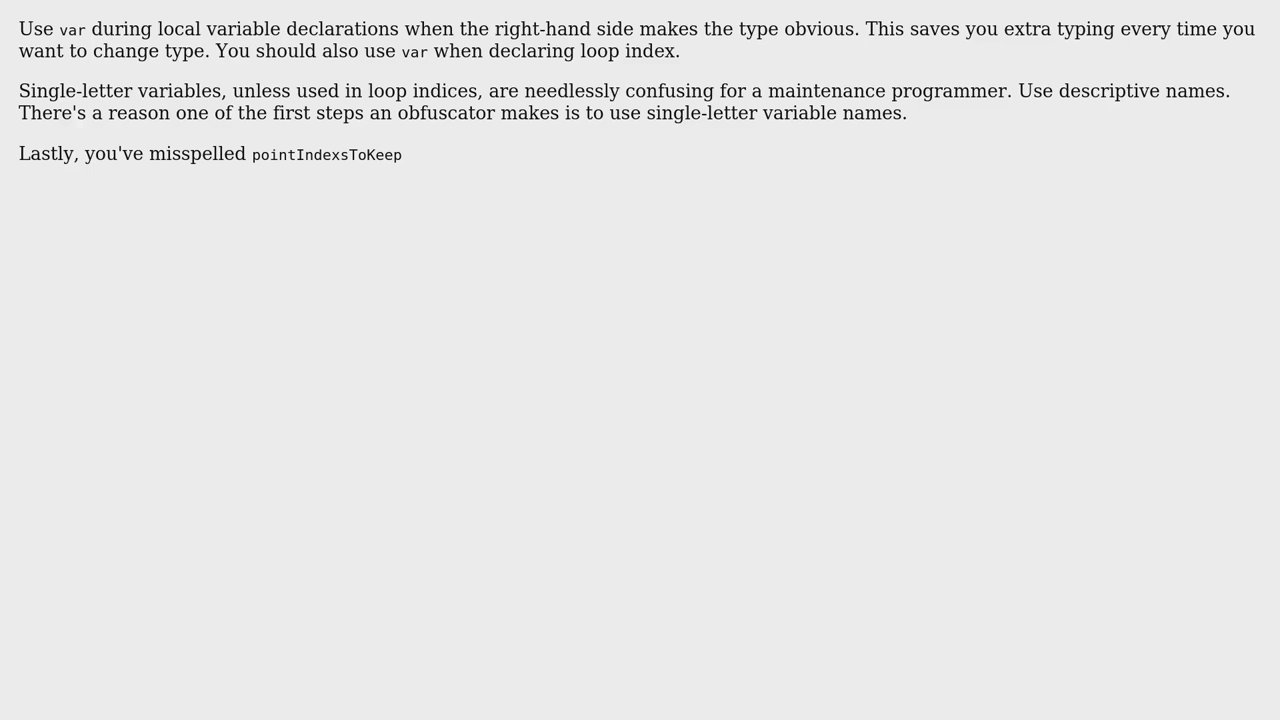 Use var during local variable declarations when the right-hand side makes the type obvious. This saves you extra typing every time you
want to change type. You should also use var when declaring loop index.
Single-letter variables, unless used in loop indices, are needlessly confusing for a maintenance programmer. Use descriptive names.
There's a reason one of the first steps an obfuscator makes is to use single-letter variable names.
Lastly, you've misspelled pointIndexsToKeep